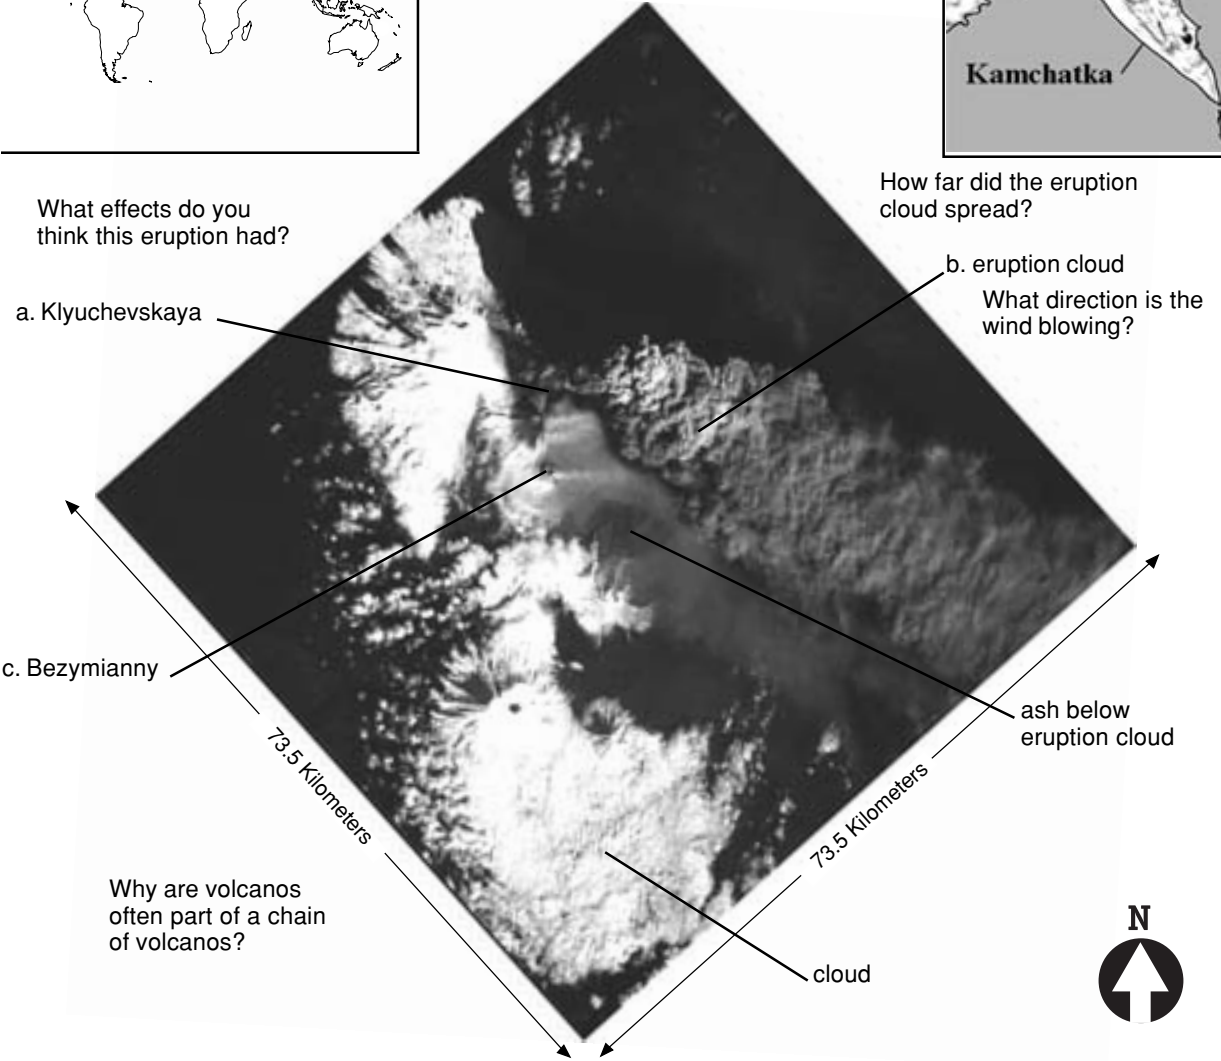 Kamchatka
How far did the eruption
cloud spread?
What effects do you
think this eruption had?
b. eruption cloud
What direction is the
wind blowing?
a. Klyuchevskaya
c. Bezymianny
ash below
eruption cloud
73.5 Kilometers
73.5 Kilometers
Why are volcanos
often part of a chain
of volcanos?
N
cloud